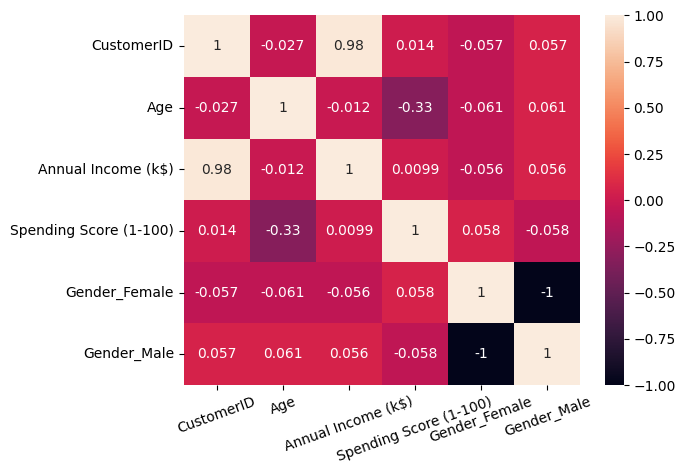 CustomerID 1 -0.027 0.98 0.014 -0.057 0.057
Age -0.027 1 -0.012 -0.33 -0.061 0.061
Annual Income (k$) 0.98 -0.012 1 0.0099 -0.056 0.056
Spending Score (1-100) 0.014 -0.33 0.0099 1 0.058 -0.058
Gender_Female -0.057 -0.061 -0.056 0.058 1 -1
Gender_Male 0.057 0.061 0.056 -0.058 -1 1
CustomerID
Age
Annual Income (k$)
Spending Score (1-100)
Gender_Female
Gender_Male
1.00
0.75
0.50
0.25
0.00
-0.25
-0.50
-0.75
-1.00